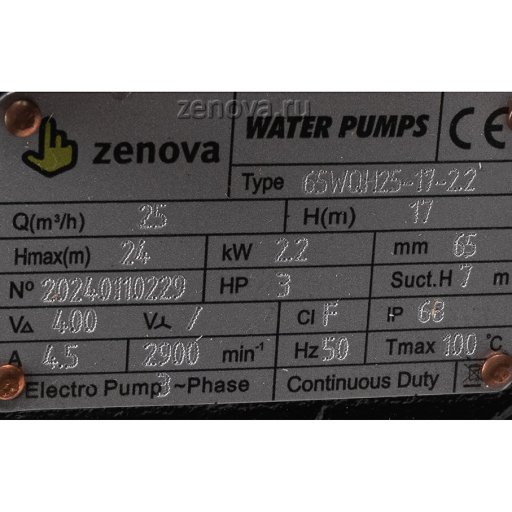 zenova.ru
zenova WATER PUMPS CE
Type 65WQH25-17-2.2
Q(m³/h) 25 H(m) 17
Hmax(m) 24 kW 2.2 mm 65
Nº 20240110229 HP 3 Suct.H 7 m
V△ 400 V⅄ / Cl F IP 68
A 4.5 2900 min⁻¹ Hz 50 Tmax 100 °C
Electro Pump 3~Phase Continuous Duty